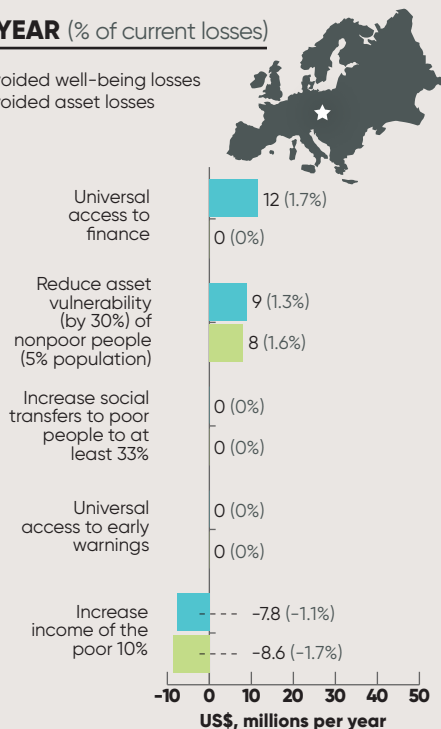 YEAR (% of current losses)
well-being losses
asset losses
Universal
access to
finance
12 (1.7%)
0 (0%)
Reduce asset
vulnerability
(by 30%) of
nonpoor people
(5% population)
9 (1.3%)
8 (1.6%)
Increase social
transfers to poor
people to at
least 33%
0 (0%)
0 (0%)
Universal
access to early
warnings
0 (0%)
0 (0%)
Increase
income of the
poor 10%
-7.8 (-1.1%)
-8.6 (-1.7%)
-10 0 10 20 30 40 50
US$, millions per year